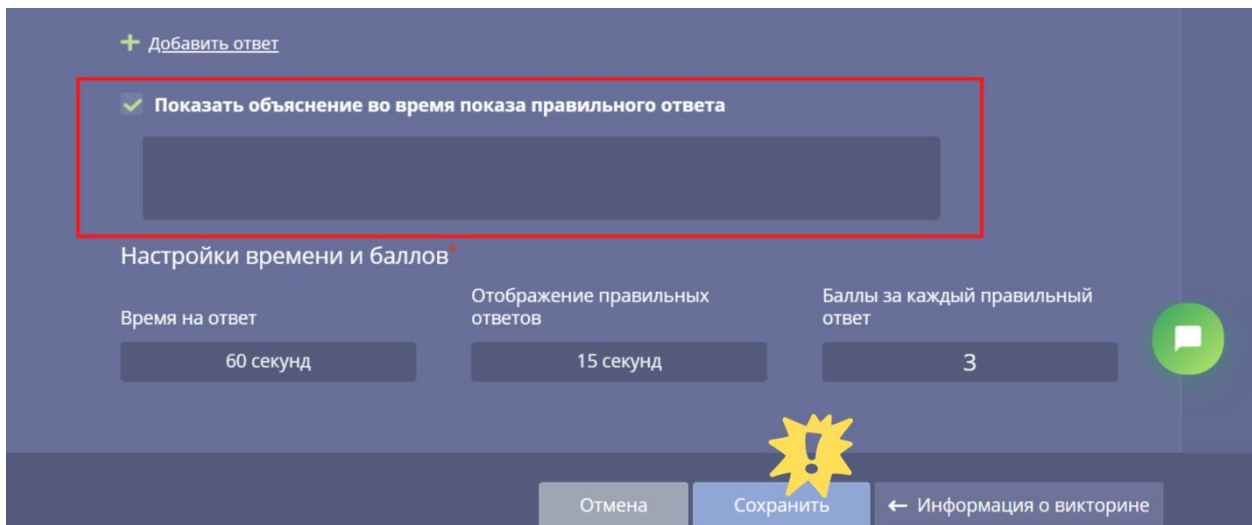 + Добавить ответ
Показать объяснение во время показа правильного ответа
Настройки времени и баллов*
Время на ответ
Отображение правильных
ответов
Баллы за каждый правильный
ответ
60 секунд
15 секунд
3
!
Отмена
Сохранить
← Информация о викторине